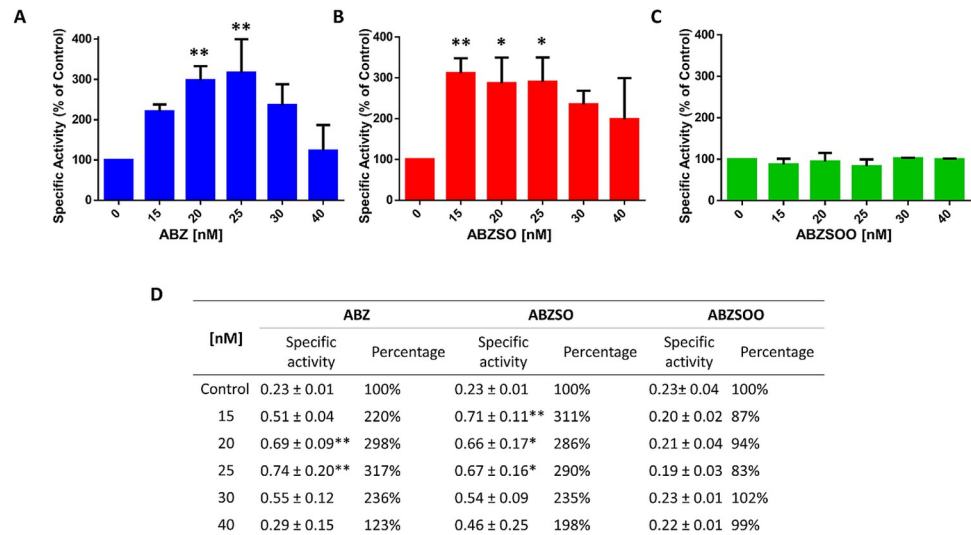 A
Specific Activity (% of Control)
400
300
200
100
0
** **
0 15 20 25 30 40
ABZ [nM]
B
Specific Activity (% of Control)
400
300
200
100
0
** * *
0 15 20 25 30 40
ABZSO [nM]
C
Specific Activity (% of Control)
400
300
200
100
0
0 15 20 25 30 40
ABZSOO [nM]
D
ABZ ABZSO ABZSOO
[nM] Specific activity Percentage Specific activity Percentage Specific activity Percentage
Control 0.23 ± 0.01 100% 0.23 ± 0.01 100% 0.23± 0.04 100%
15 0.51 ± 0.04 220% 0.71 ± 0.11** 311% 0.20 ± 0.02 87%
20 0.69 ± 0.09** 298% 0.66 ± 0.17* 286% 0.21 ± 0.04 94%
25 0.74 ± 0.20** 317% 0.67 ± 0.16* 290% 0.19 ± 0.03 83%
30 0.55 ± 0.12 236% 0.54 ± 0.09 235% 0.23 ± 0.01 102%
40 0.29 ± 0.15 123% 0.46 ± 0.25 198% 0.22 ± 0.01 99%